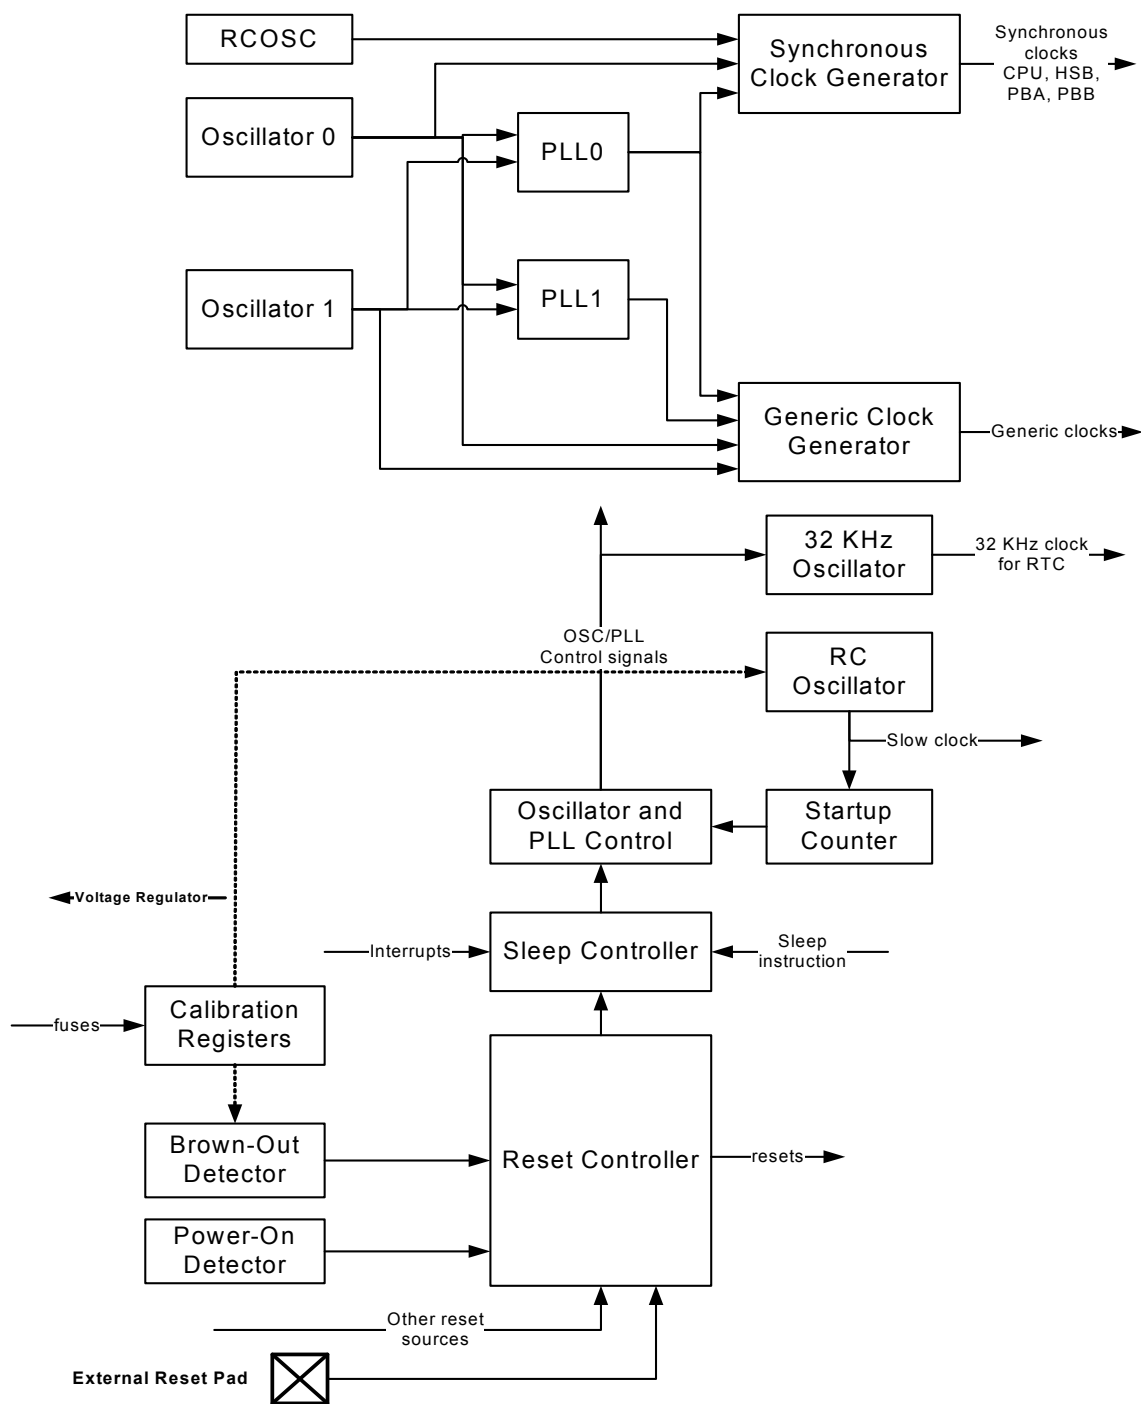 RCOSC
Synchronous
Clock Generator
Synchronous
clocks
CPU, HSB,
PBA, PBB
Oscillator 0
PLL0
Oscillator 1
PLL1
Generic Clock
Generator
Generic clocks
32 KHz
Oscillator
32 KHz clock
for RTC
OSC/PLL
Control signals
RC
Oscillator
Slow clock
Oscillator and
PLL Control
Startup
Counter
Voltage Regulator
Interrupts
Sleep Controller
Sleep
instruction
fuses
Calibration
Registers
Brown-Out
Detector
Reset Controller
resets
Power-On
Detector
Other reset
sources
External Reset Pad